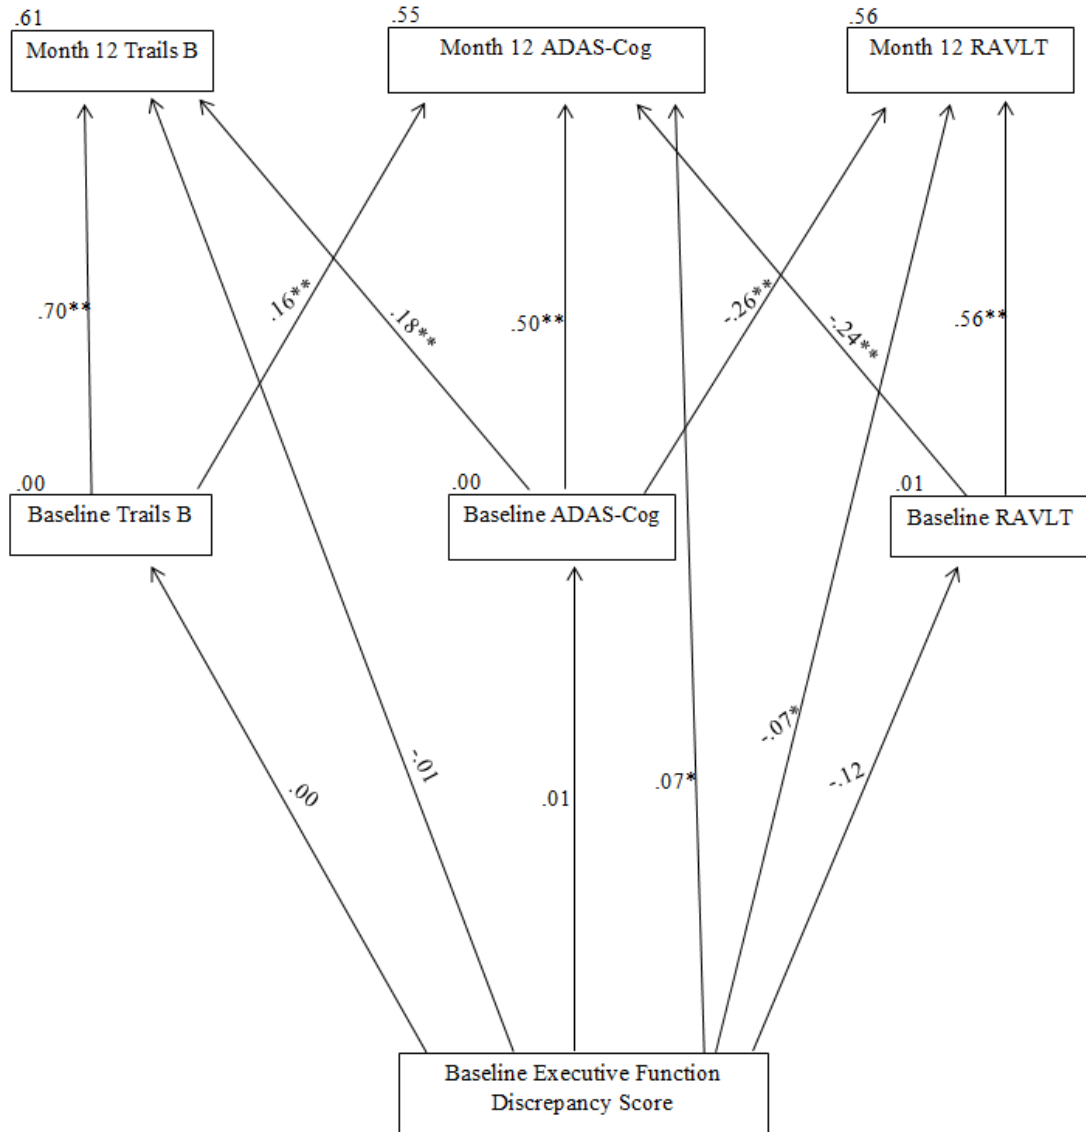 .61
.55
.56
Month 12 Trails B
Month 12 ADAS-Cog
Month 12 RAVLT
.70**
.16**
.18**
.50**
-.26**
-.24**
.56**
.00
.00
.01
Baseline Trails B
Baseline ADAS-Cog
Baseline RAVLT
.00
-.01
.01
.07*
-.07*
-.12
Baseline Executive Function
Discrepancy Score